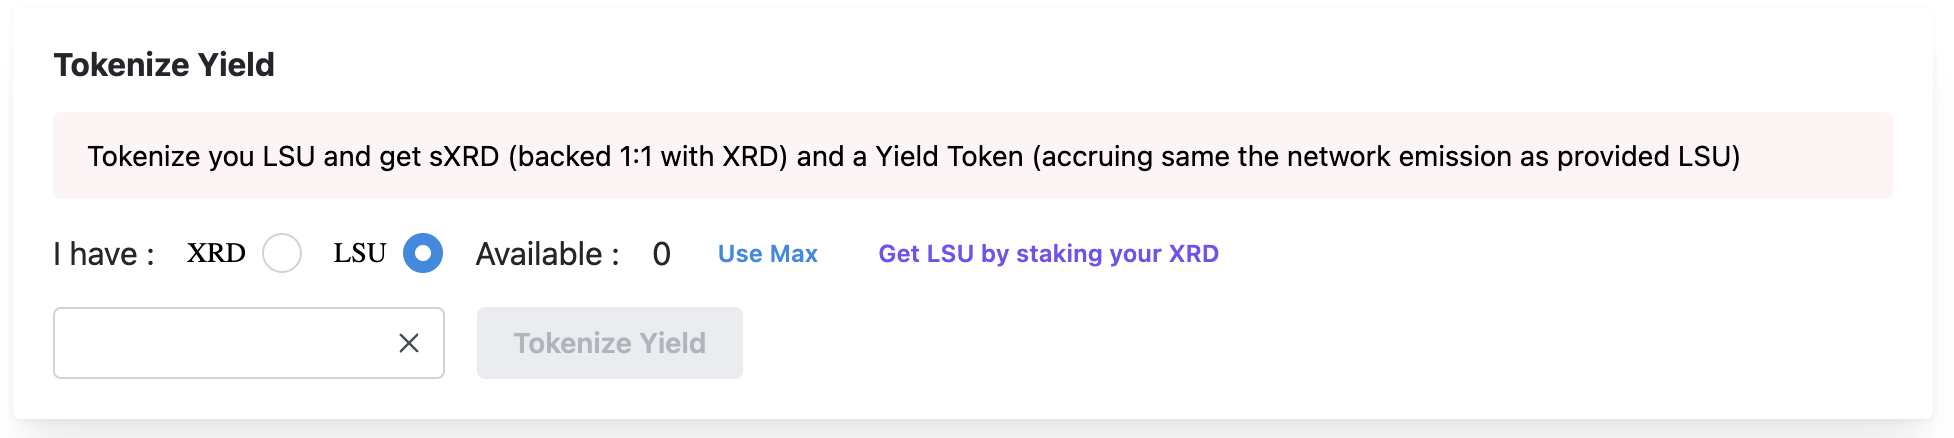 Tokenize Yield
Tokenize you LSU and get sXRD (backed 1:1 with XRD) and a Yield Token (accruing same the network emission as provided LSU)
I have : XRD LSU Available : 0 Use Max Get LSU by staking your XRD
Tokenize Yield